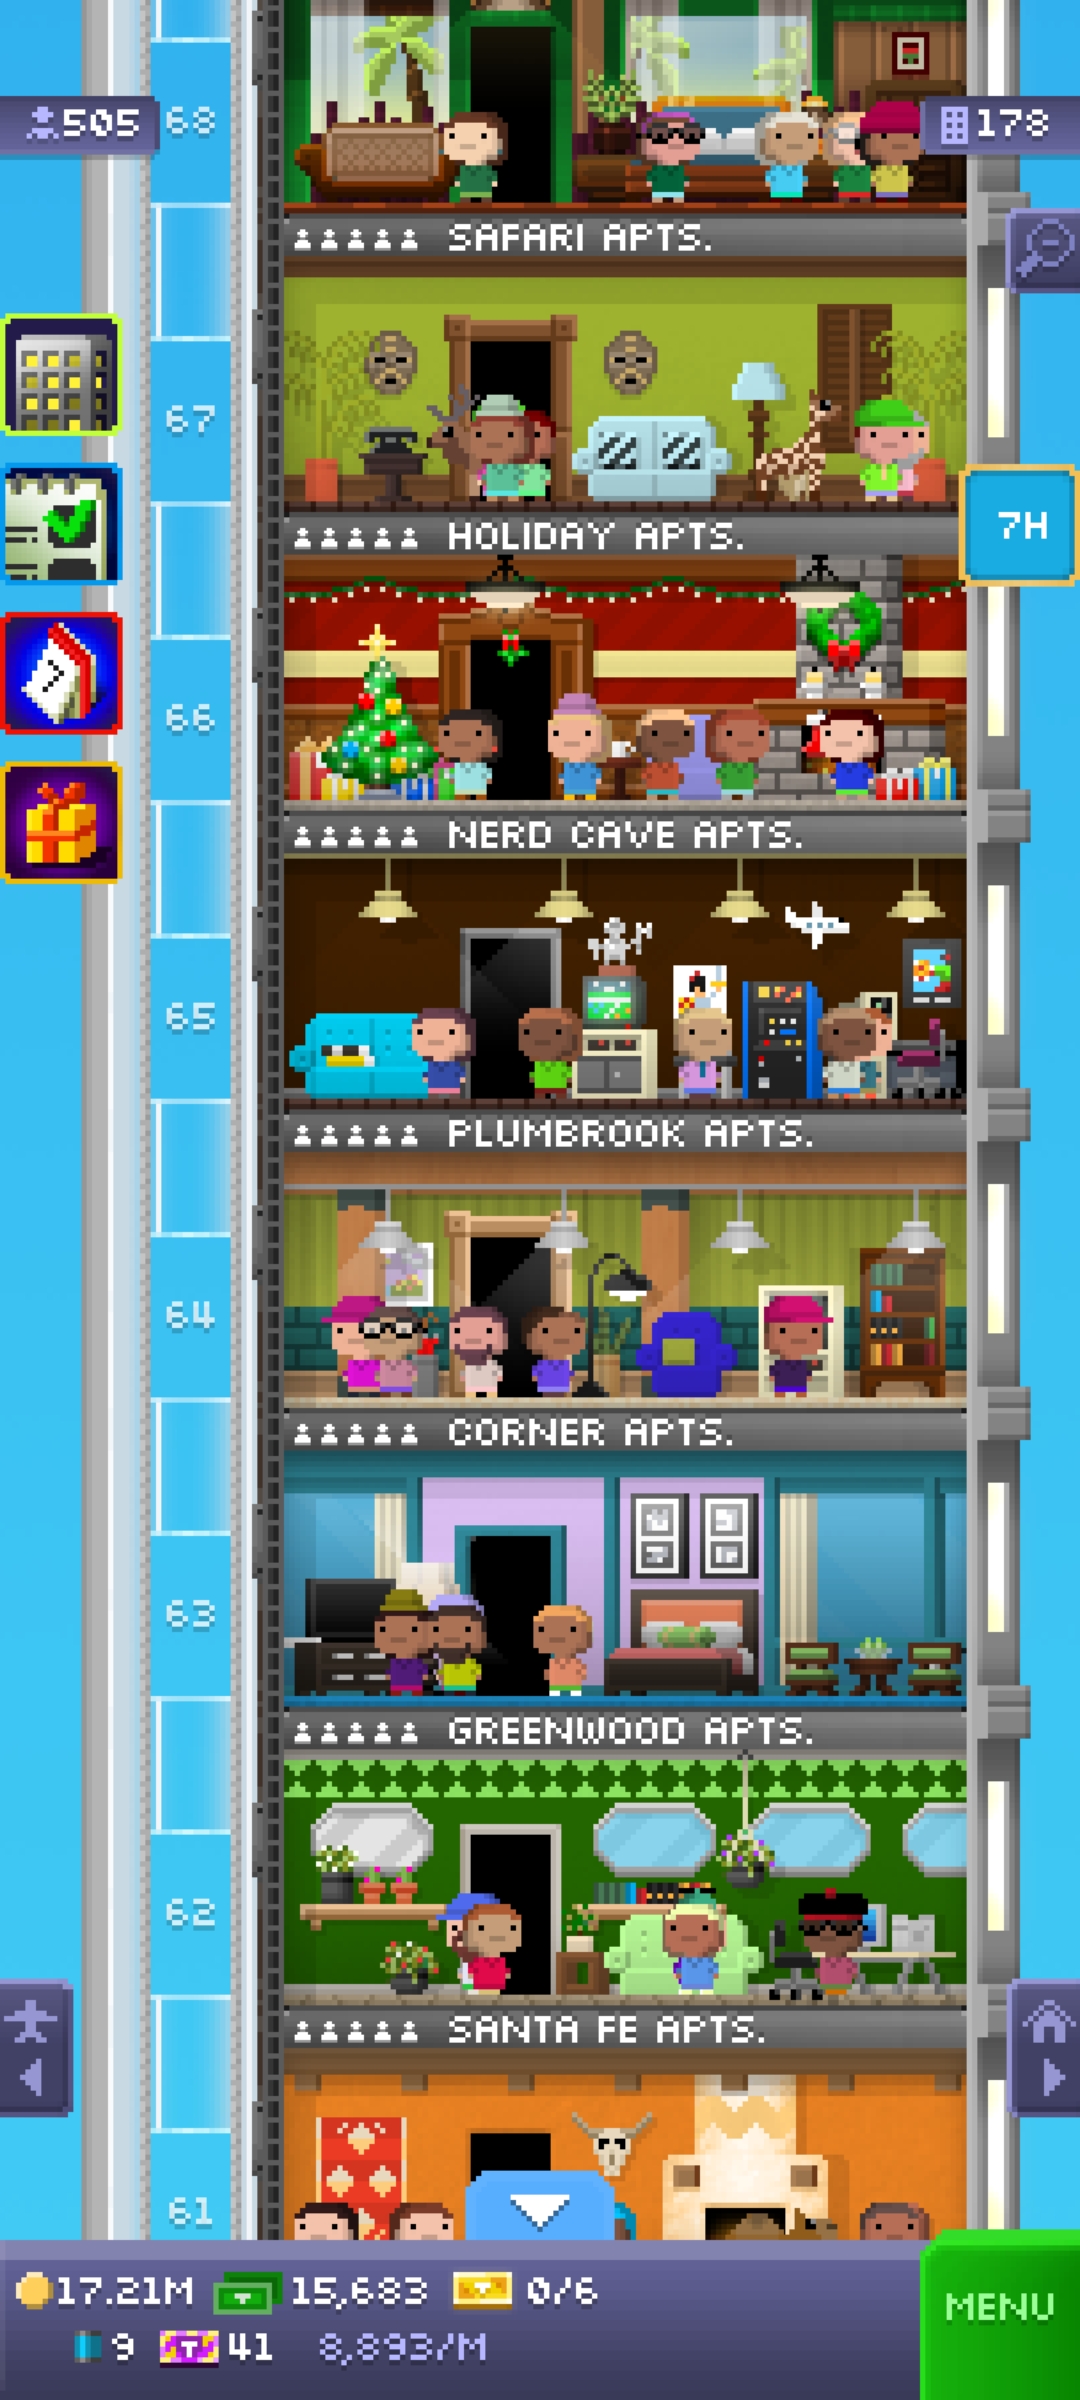 505
68
178
SAFARI APTS.
67
HOLIDAY APTS.
7H
66
NERD CAVE APTS.
65
PLUMBROOK APTS.
64
CORNER APTS.
63
GREENWOOD APTS.
62
SANTA FE APTS.
61
17.21M 15,683 0/6
9 T 41 8,893/M
MENU